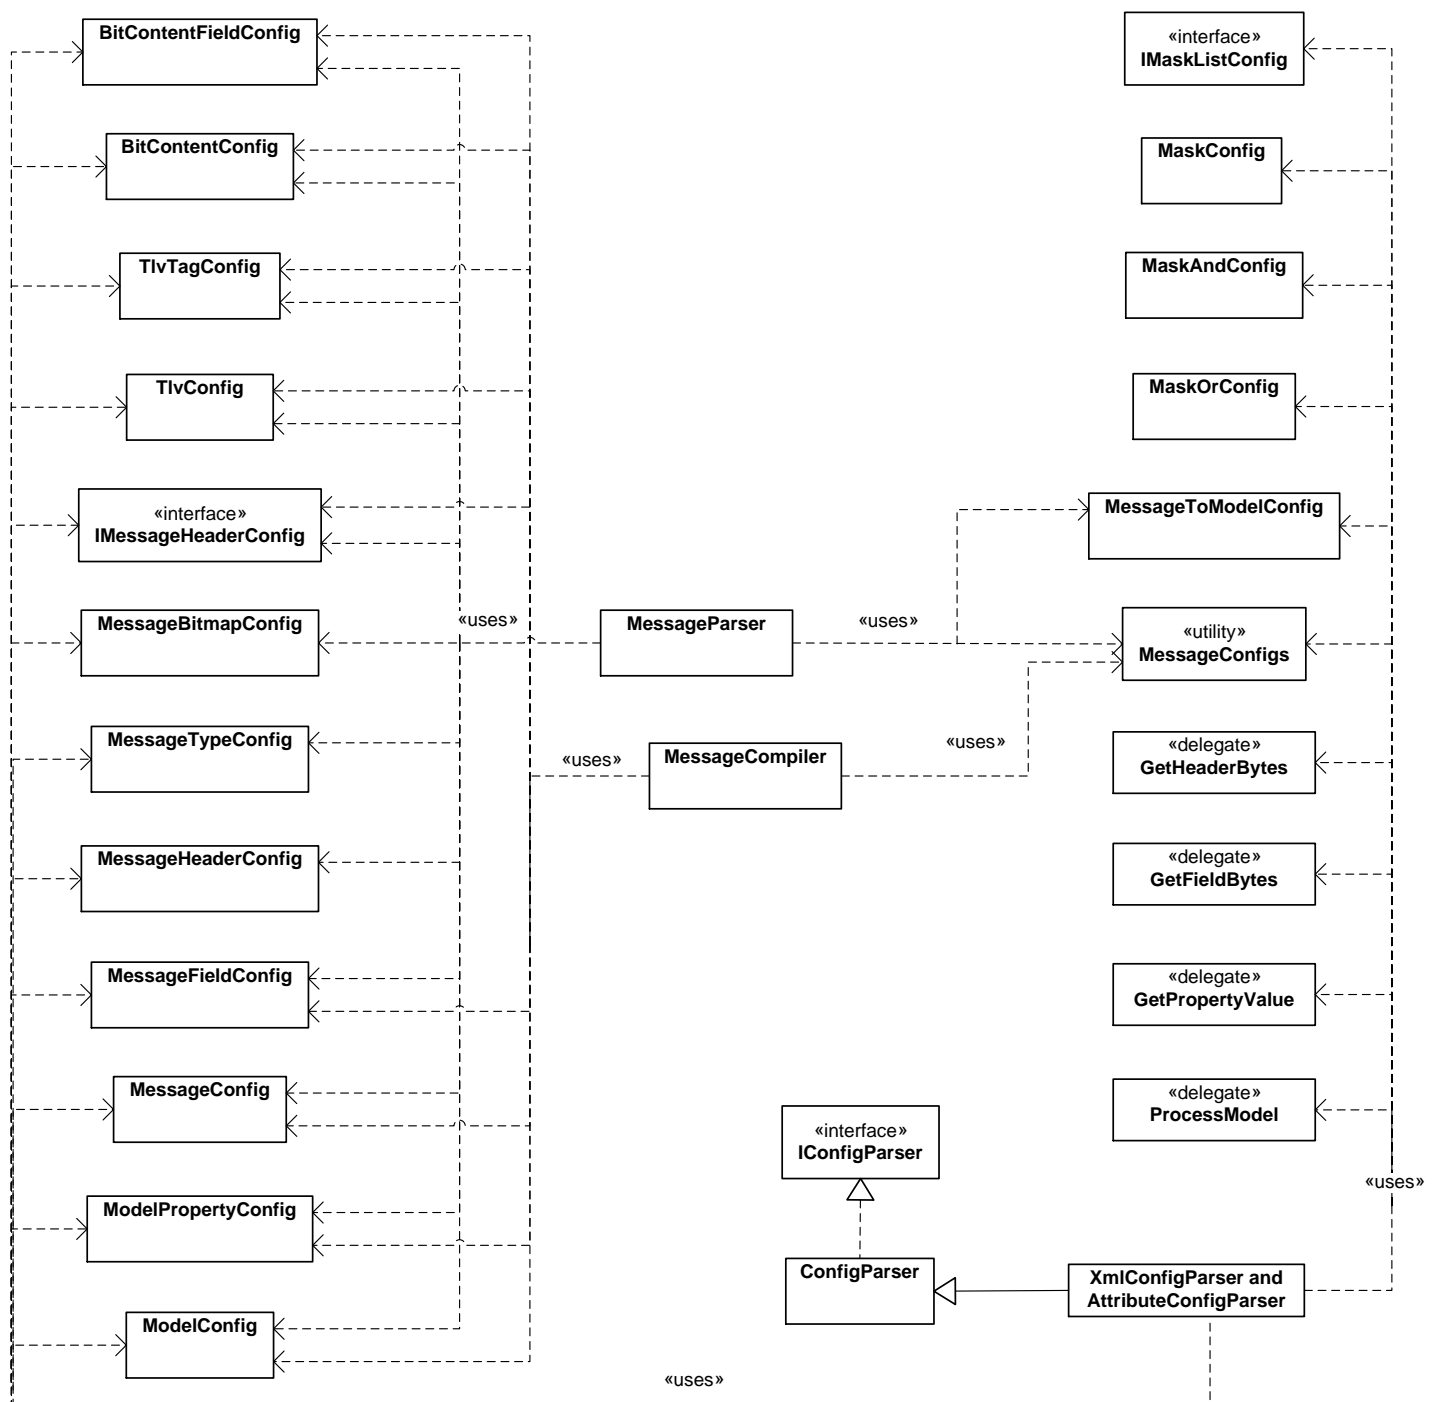 BitContentFieldConfig
BitContentConfig
TlvTagConfig
TlvConfig
«interface»
IMessageHeaderConfig
MessageBitmapConfig
MessageTypeConfig
MessageHeaderConfig
MessageFieldConfig
MessageConfig
ModelPropertyConfig
ModelConfig
«uses»
MessageParser
«uses»
«uses»
MessageCompiler
«uses»
«interface»
IMaskListConfig
MaskConfig
MaskAndConfig
MaskOrConfig
MessageToModelConfig
«utility»
MessageConfigs
«delegate»
GetHeaderBytes
«delegate»
GetFieldBytes
«delegate»
GetPropertyValue
«delegate»
ProcessModel
«uses»
«interface»
IConfigParser
ConfigParser
XmlConfigParser and
AttributeConfigParser
«uses»